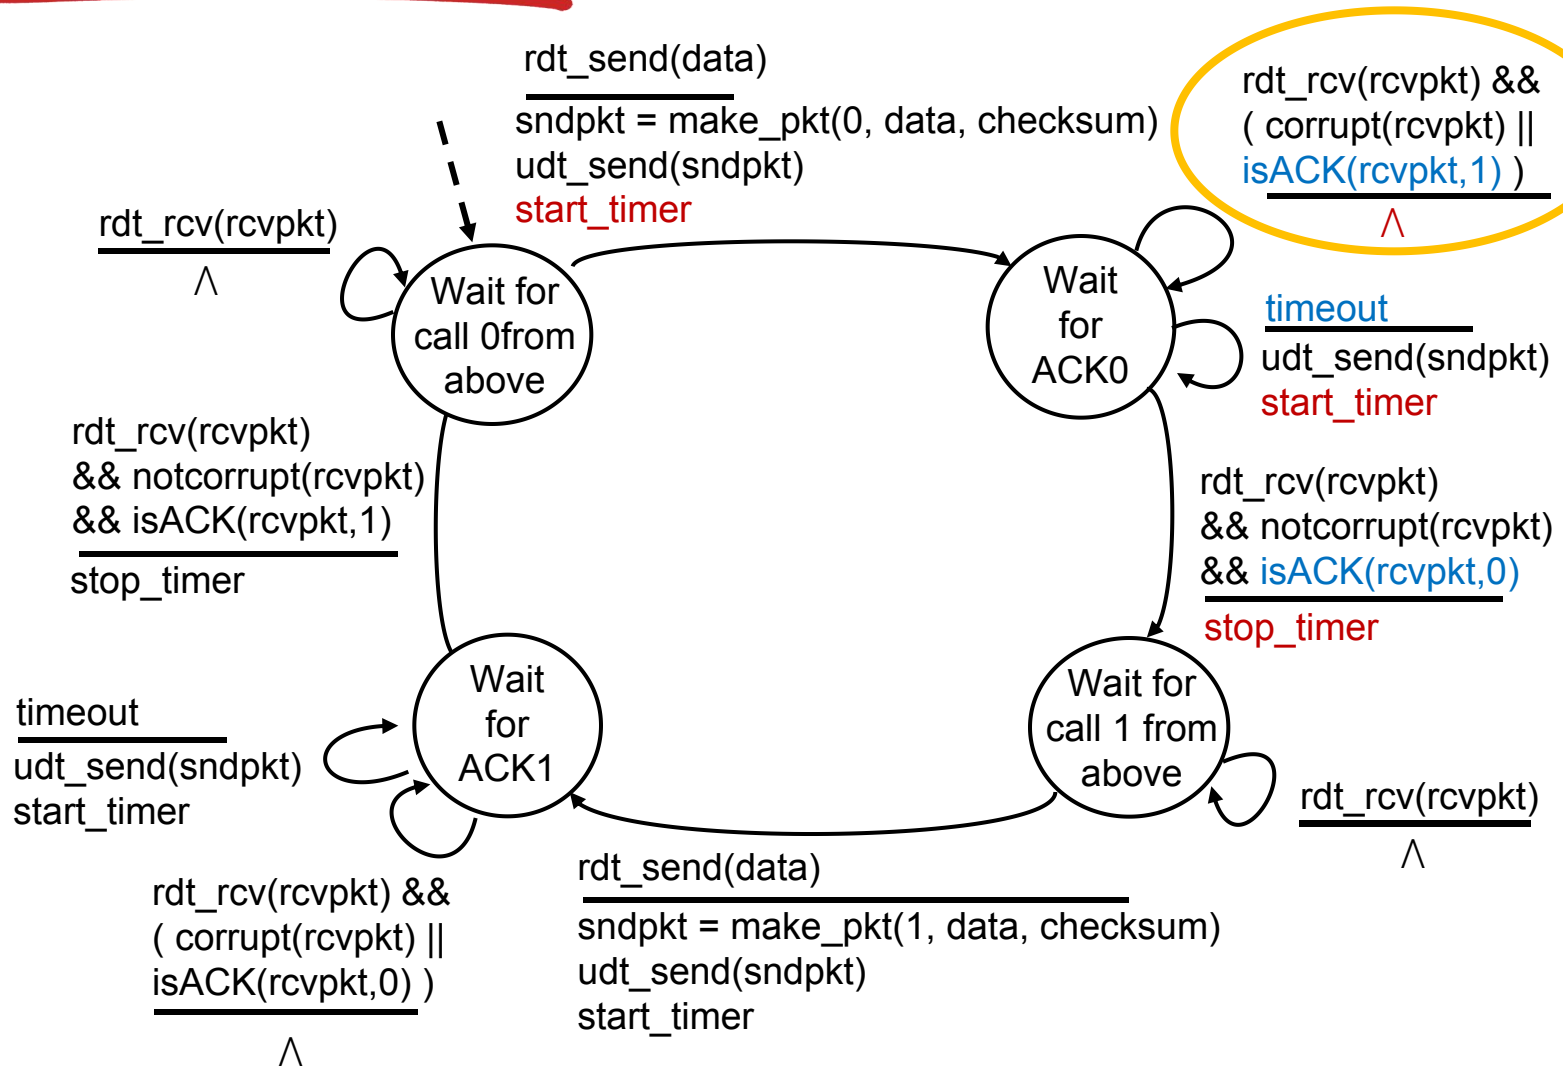 rdt_send(data)
sndpkt = make_pkt(0, data, checksum)
udt_send(sndpkt)
start_timer
rdt_rcv(rcvpkt) &&
( corrupt(rcvpkt) ||
isACK(rcvpkt,1) )
Λ
rdt_rcv(rcvpkt)
Λ
Wait for
call 0from
above
Wait
for
ACK0
timeout
udt_send(sndpkt)
start_timer
rdt_rcv(rcvpkt)
&& notcorrupt(rcvpkt)
&& isACK(rcvpkt,1)
stop_timer
rdt_rcv(rcvpkt)
&& notcorrupt(rcvpkt)
&& isACK(rcvpkt,0)
stop_timer
timeout
udt_send(sndpkt)
start_timer
Wait
for
ACK1
Wait for
call 1 from
above
rdt_rcv(rcvpkt)
Λ
rdt_rcv(rcvpkt) &&
( corrupt(rcvpkt) ||
isACK(rcvpkt,0) )
Λ
rdt_send(data)
sndpkt = make_pkt(1, data, checksum)
udt_send(sndpkt)
start_timer